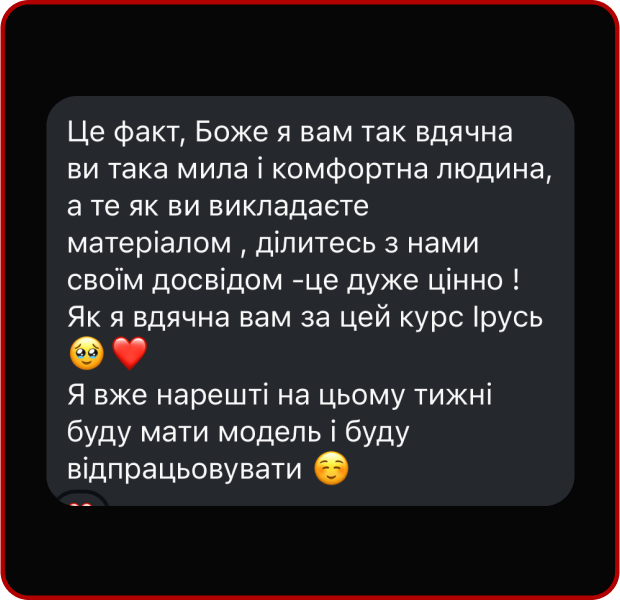 Це факт, Боже я вам так вдячна
ви така мила і комфортна людина,
а те як ви викладаєте
матеріалом , ділитесь з нами
своїм досвідом -це дуже цінно !
Як я вдячна вам за цей курс Ірусь
🥹❤️
Я вже нарешті на цьому тижні
буду мати модель і буду
відпрацьовувати ☺️